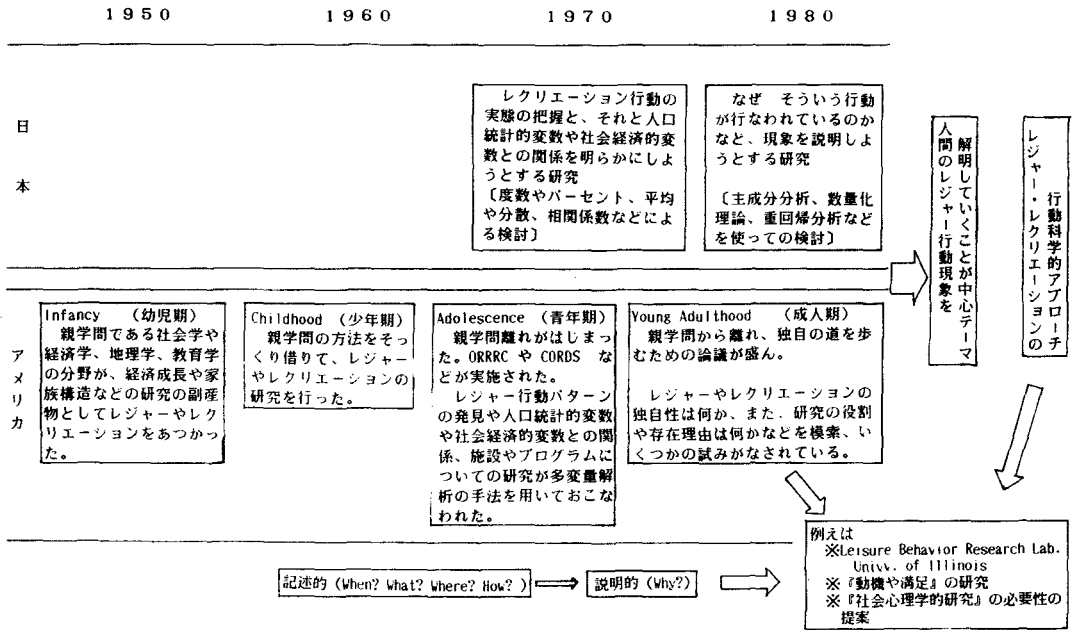 1950 1960 1970 1980
日
本
レクリエーション行動の
実態の把握と、それと人口
統計的変数や社会経済的変
数との関係を明らかにしよ
うとする研究
〔度数やパーセント、平均
や分散、相関係数などによ
る検討〕
なぜ そういう行動
が行なわれているのか
など、現象を説明しよ
うとする研究
〔主成分分析、数量化
理論、重回帰分析など
を使っての検討〕
人間のレジャー行動現象を
解明していくことが中心テーマ
レジャー・レクリエーションの
行動科学的アプローチ
ア
メ
リ
カ
Infancy (幼児期)
親学問である社会学や
経済学、地理学、教育学
の分野が、経済成長や家
族構造などの研究の副産
物としてレジャーやレク
リエーションをあつかっ
た。
Childhood (少年期)
親学問の方法をそっ
くり借りて、レジャー
やレクリエーションの
研究を行った。
Adolescence (青年期)
親学問離れがはじまっ
た。ORRRC や CORDS な
どが実施された。
レジャー行動パターン
の発見や人口統計的変数
や社会経済的変数との関
係、施設やプログラムに
ついての研究が多変量解
析の手法を用いておこな
われた。
Young Adulthood (成人期)
親学問から離れ、独自の道を歩
むための論議が盛ん。
レジャーやレクリエーションの
独自性は何か、また、研究の役割
や存在理由は何かなどを模索、い
くつかの試みがなされている。
記述的 (When? What? Where? How? )
説明的 (Why?)
例えは
※Leisure Behavior Research Lab.
Univ. of Illinois
※『動機や満足』の研究
※『社会心理学的研究』の必要性の
提案